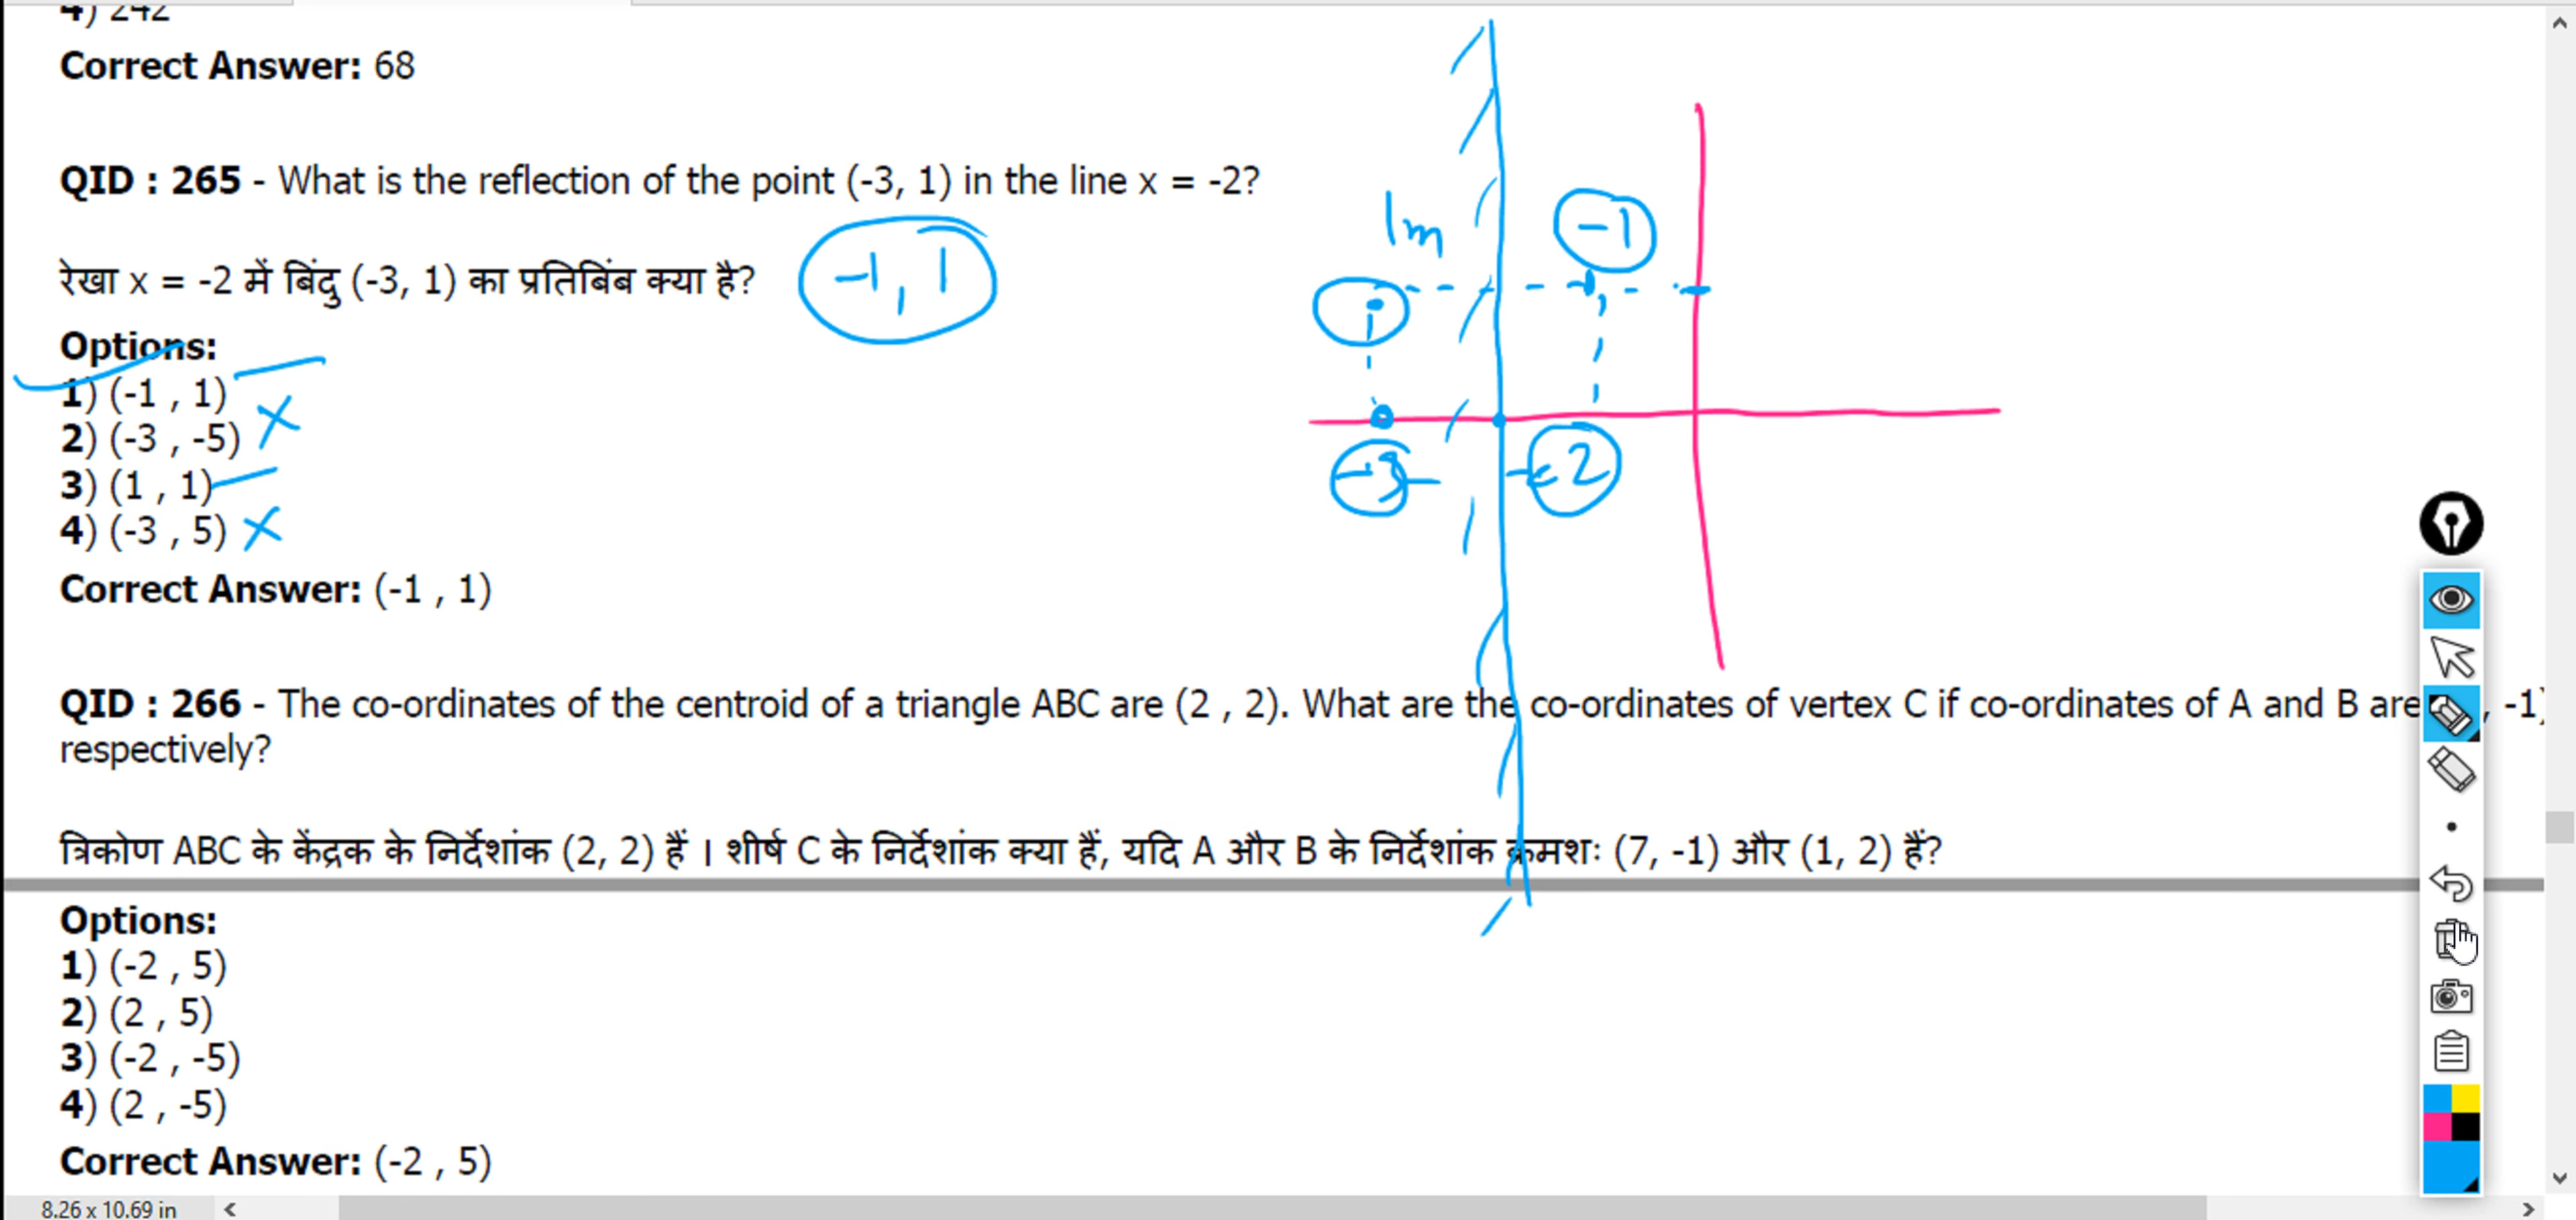 4) 242
Correct Answer: 68
QID : 265 - What is the reflection of the point (-3, 1) in the line x = -2?
रेखा x = -2 में बिंदु (-3, 1) का प्रतिबिंब क्या है?
-1, 1
Options:
1) (-1 , 1)
2) (-3 , -5)
3) (1 , 1)
4) (-3 , 5)
Correct Answer: (-1 , 1)
1m
-1
-3
-2
QID : 266 - The co-ordinates of the centroid of a triangle ABC are (2 , 2). What are the co-ordinates of vertex C if co-ordinates of A and B are , -1)
respectively?
त्रिकोण ABC के केंद्रक के निर्देशांक (2, 2) हैं । शीर्ष C के निर्देशांक क्या हैं, यदि A और B के निर्देशांक क्रमशः (7, -1) और (1, 2) हैं?
Options:
1) (-2 , 5)
2) (2 , 5)
3) (-2 , -5)
4) (2 , -5)
Correct Answer: (-2 , 5)
8.26 x 10.69 in